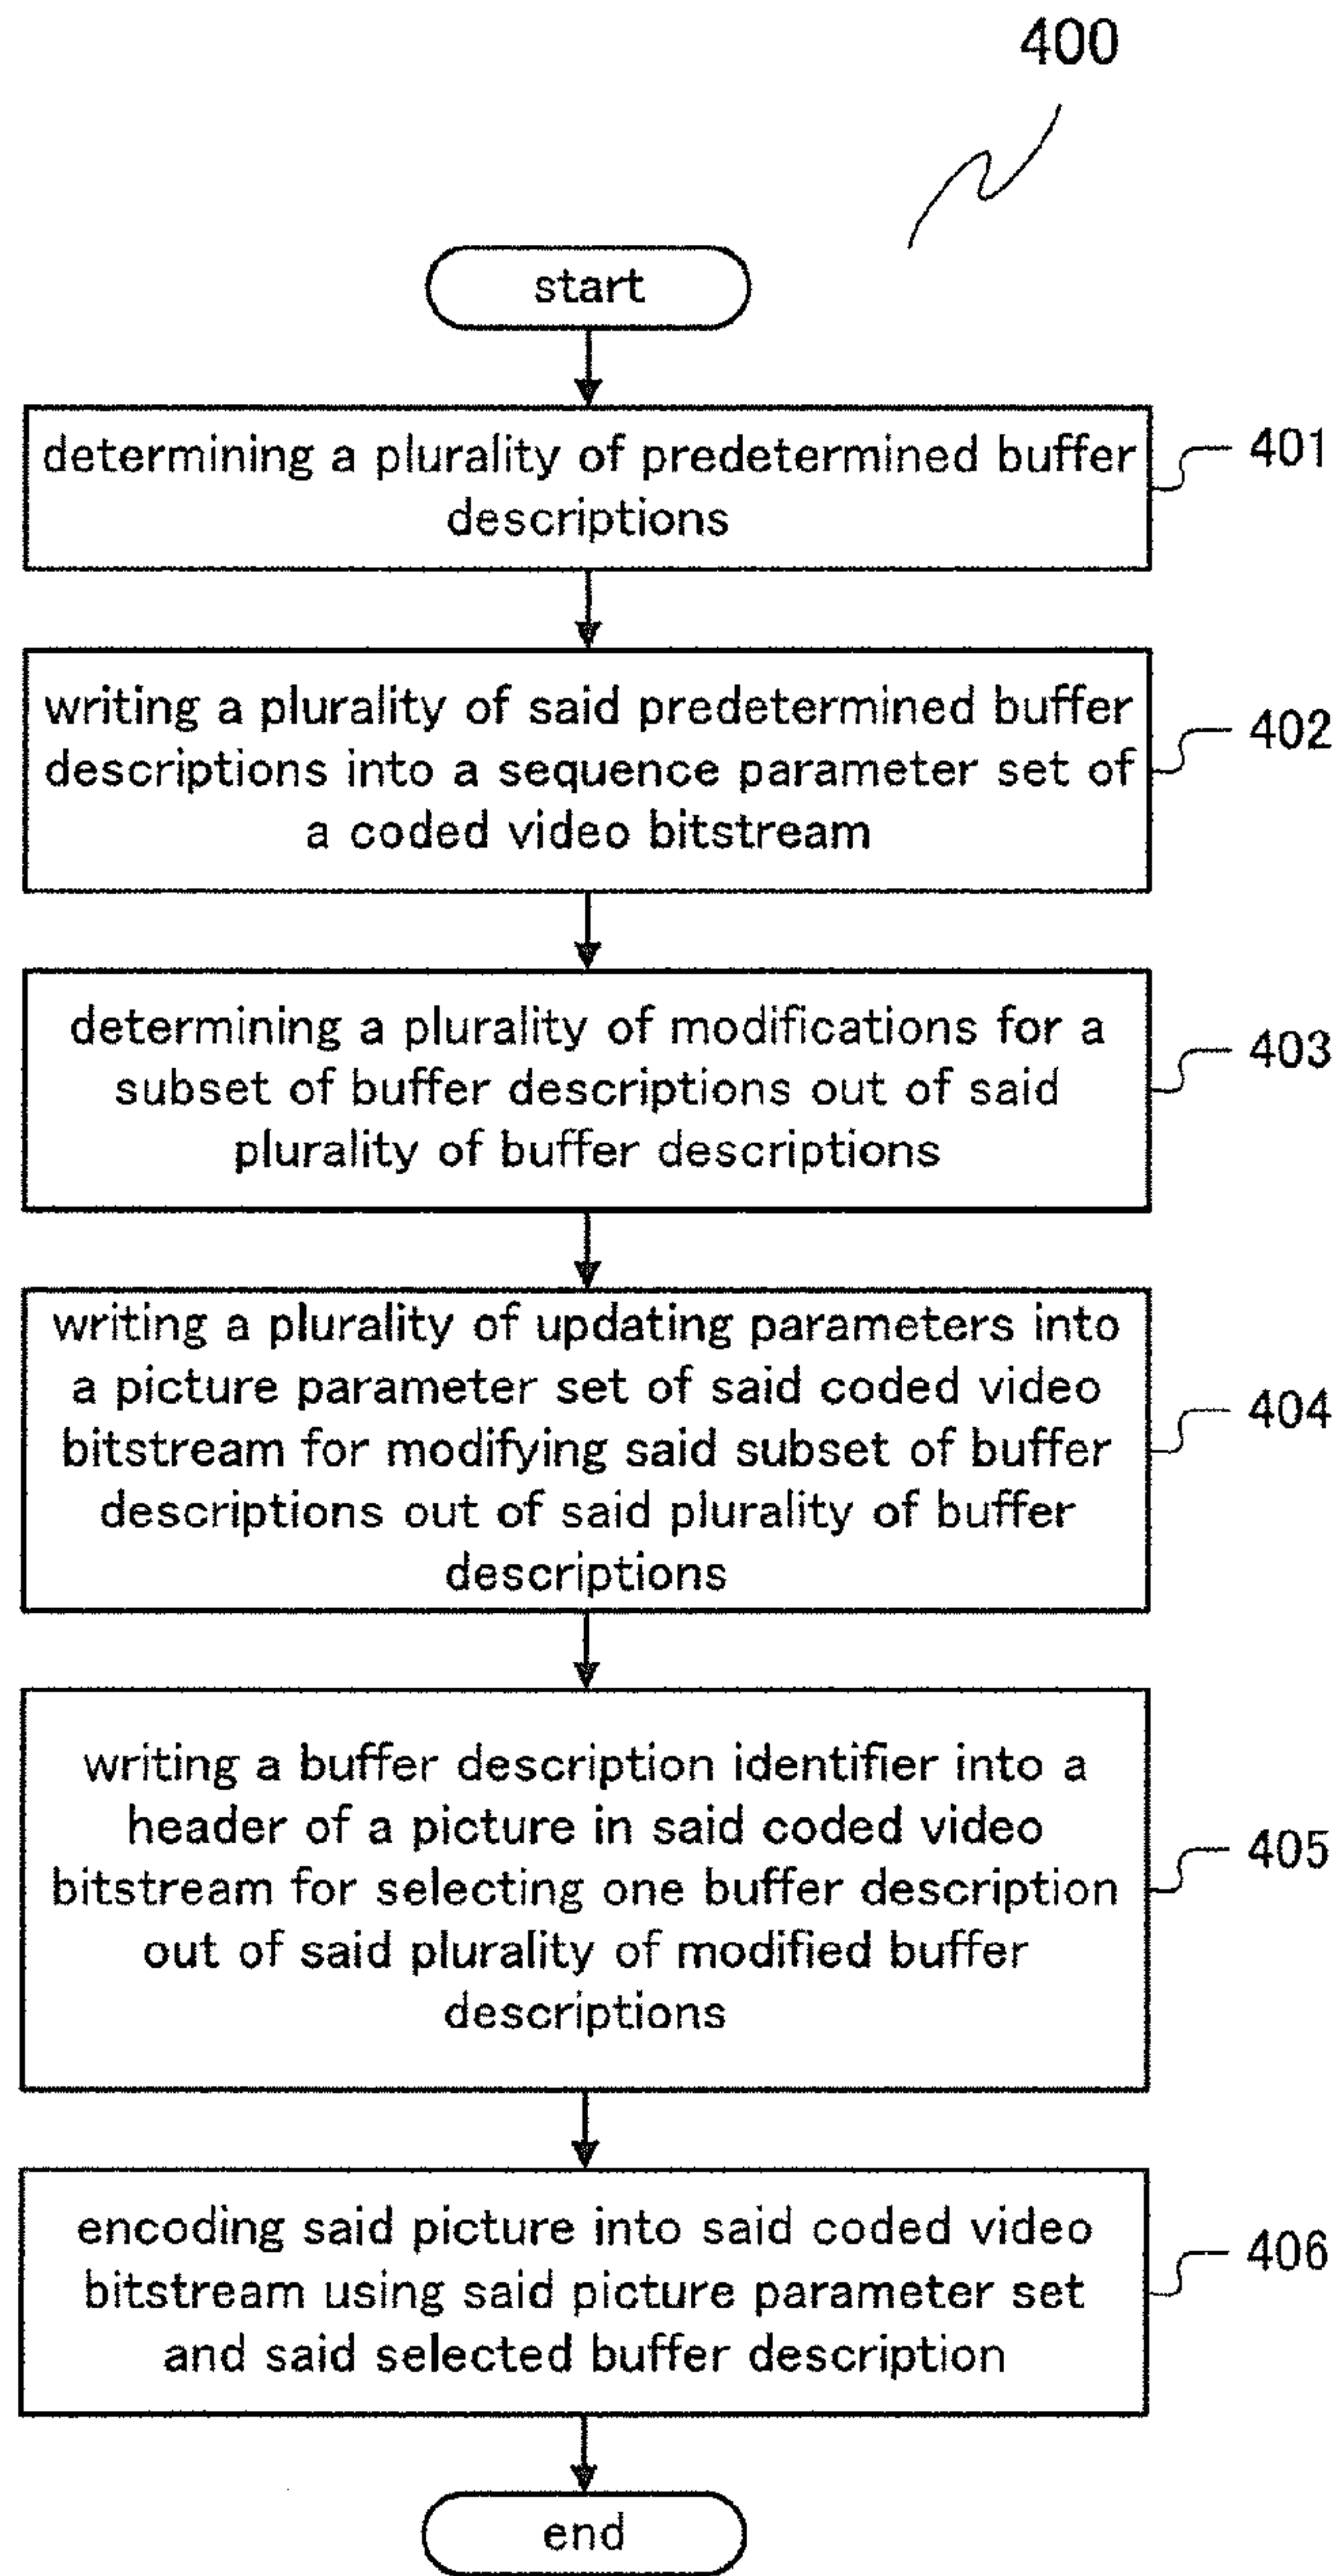 400
start
determining a plurality of predetermined buffer
descriptions
401
writing a plurality of said predetermined buffer
descriptions into a sequence parameter set of
a coded video bitstream
402
determining a plurality of modifications for a
subset of buffer descriptions out of said
plurality of buffer descriptions
403
writing a plurality of updating parameters into
a picture parameter set of said coded video
bitstream for modifying said subset of buffer
descriptions out of said plurality of buffer
descriptions
404
writing a buffer description identifier into a
header of a picture in said coded video
bitstream for selecting one buffer description
out of said plurality of modified buffer
descriptions
405
encoding said picture into said coded video
bitstream using said picture parameter set
and said selected buffer description
406
end